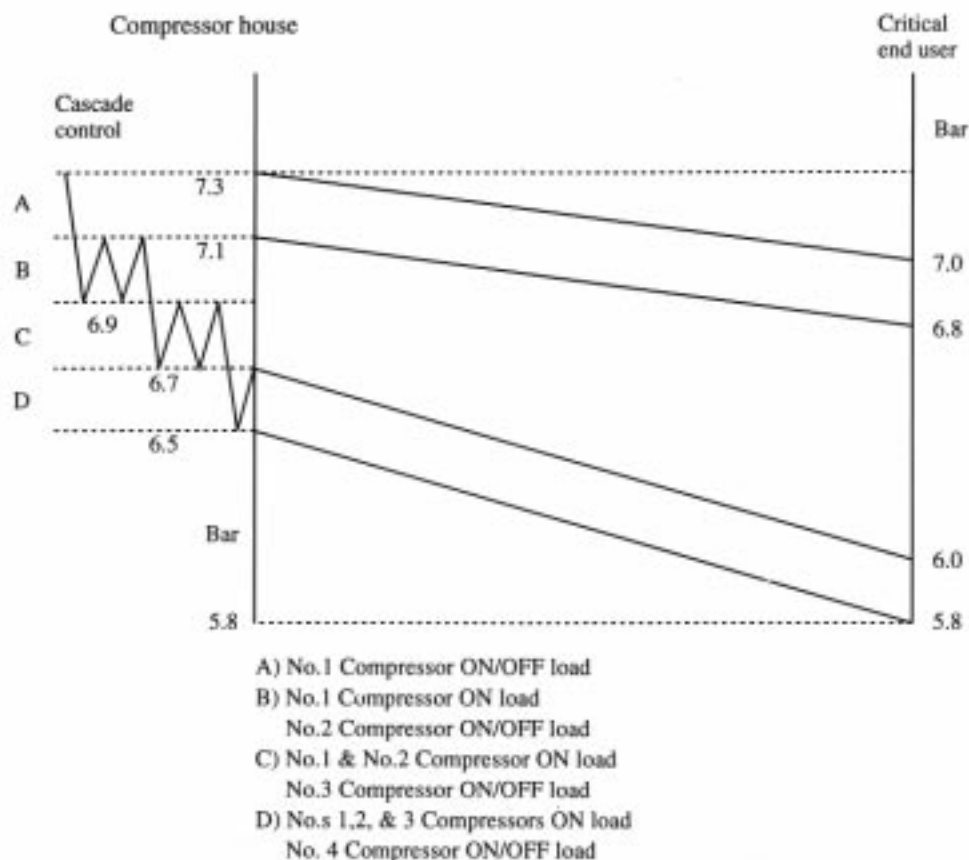 Compressor house
Critical
end user
Cascade
control
Bar
7.3
A
7.1
7.0
B
6.9
6.8
C
6.7
D
6.5
Bar
6.0
5.8
5.8
A) No.1 Compressor ON/OFF load
B) No.1 Compressor ON load
No.2 Compressor ON/OFF load
C) No.1 & No.2 Compressor ON load
No.3 Compressor ON/OFF load
D) No.s 1,2, & 3 Compressors ON load
No. 4 Compressor ON/OFF load